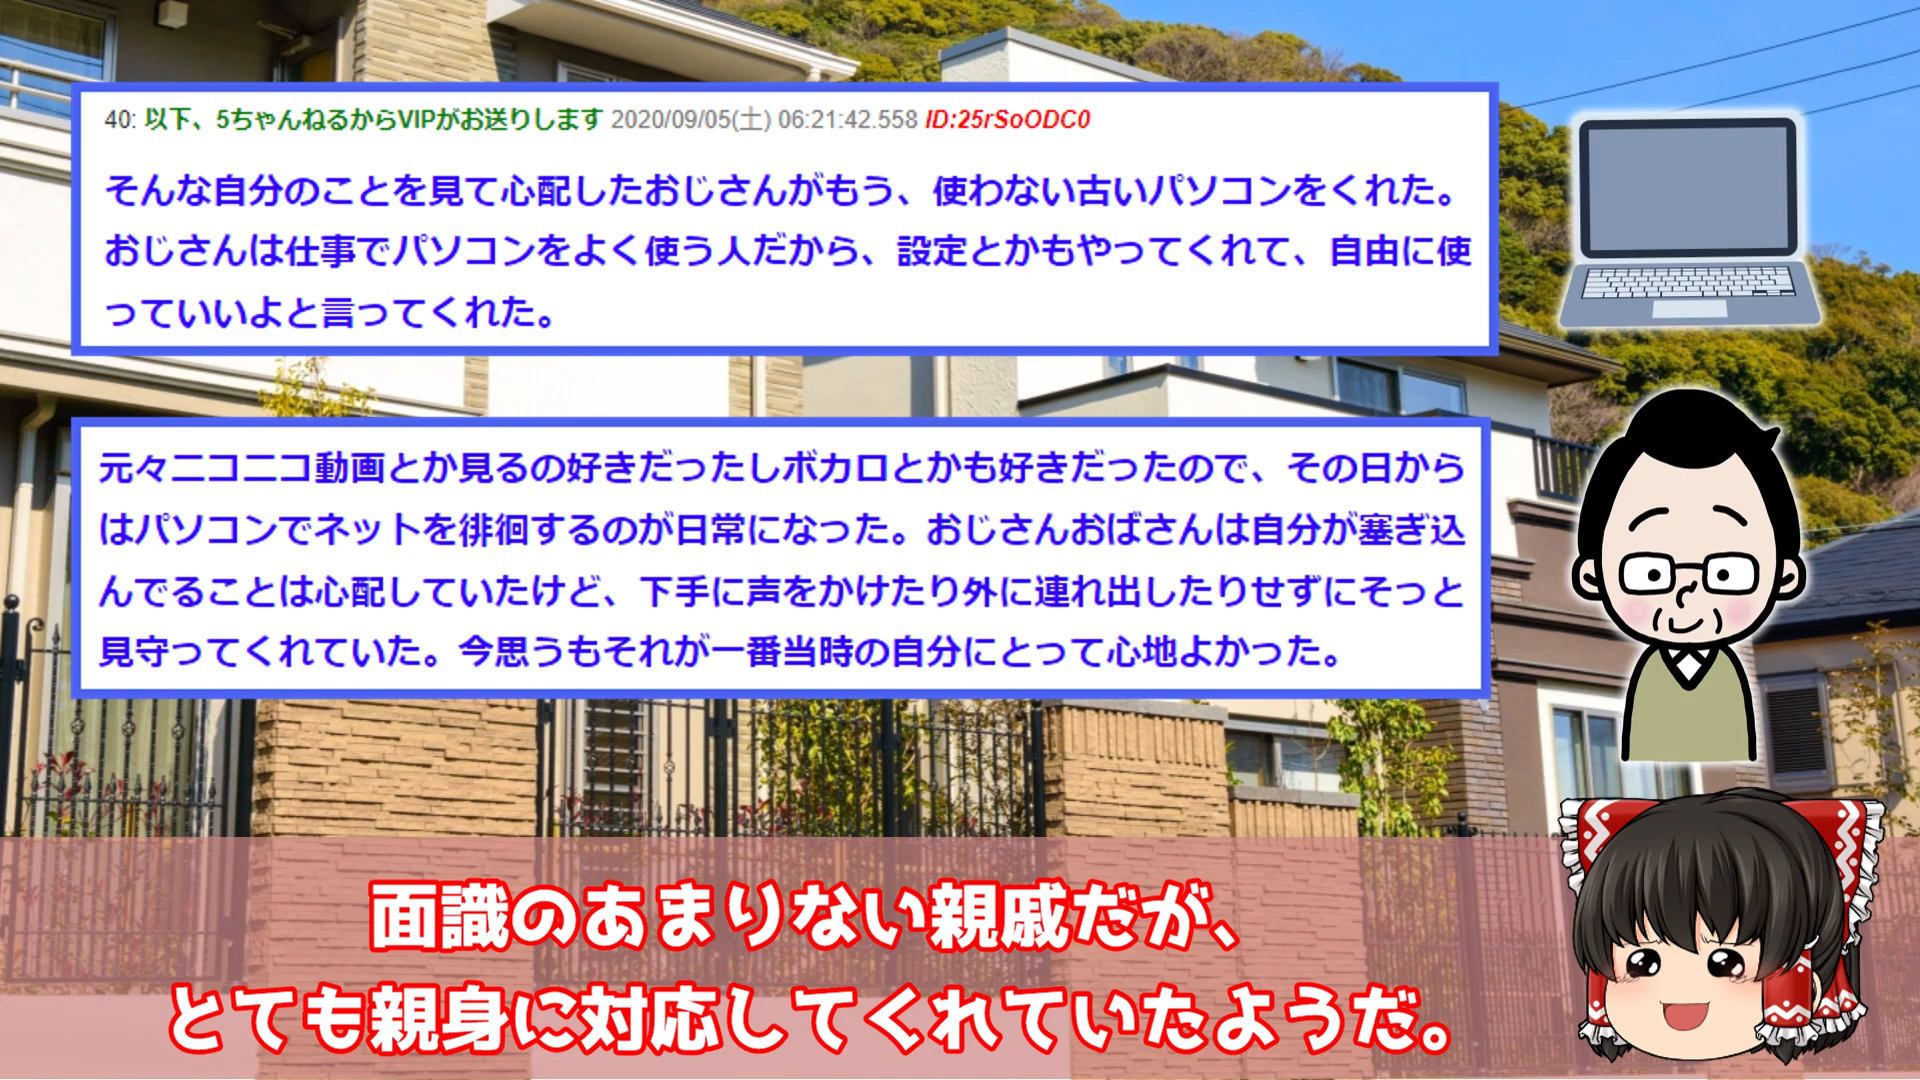 40: 以下、5ちゃんねるからVIPがお送りします 2020/09/05(土) 06:21:42.558 ID:25rSoODC0
そんな自分のことを見て心配したおじさんがもう、使わない古いパソコンをくれた。
おじさんは仕事でパソコンをよく使う人だから、設定とかもやってくれて、自由に使
っていいよと言ってくれた。
元々ニコニコ動画とか見るの好きだったしボカロとかも好きだったので、その日から
はパソコンでネットを徘徊するのが日常になった。おじさんおばさんは自分が塞ぎ込
んでることは心配していたけど、下手に声をかけたり外に連れ出したりせずにそっと
見守ってくれていた。今思うもそれが一番当時の自分にとって心地よかった。
面識のあまりない親戚だが、
とても親身に対応してくれていたようだ。